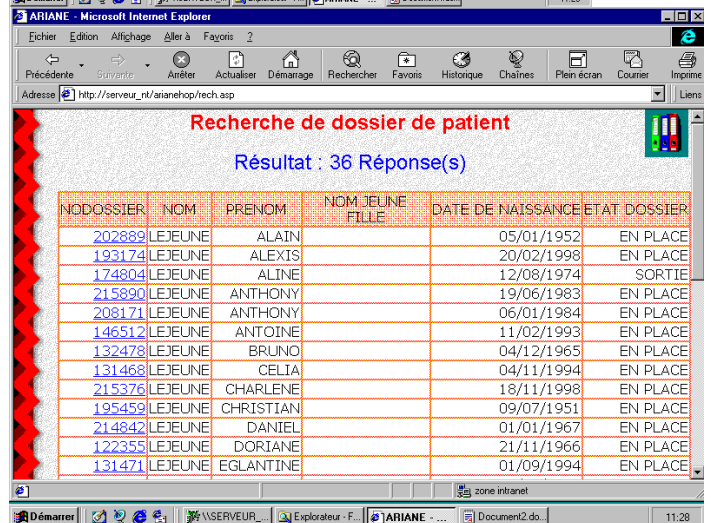 ARIANE - Microsoft Internet Explorer
Fichier Edition Affichage Aller à Favoris ?
Précédente Suivante Arrêter Actualiser Démarrage Rechercher Favoris Historique Chaînes Plein écran Courrier Imprime
Adresse http://serveur_nt/arianehop/rech.asp Liens
Recherche de dossier de patient
Résultat : 36 Réponse(s)
NODOSSIER NOM PRENOM NOM JEUNE FILLE DATE DE NAISSANCE ETAT DOSSIER
202889 LEJEUNE ALAIN 05/01/1952 EN PLACE
193174 LEJEUNE ALEXIS 20/02/1998 EN PLACE
174804 LEJEUNE ALINE 12/08/1974 SORTIE
215890 LEJEUNE ANTHONY 19/06/1983 EN PLACE
208171 LEJEUNE ANTHONY 06/01/1984 EN PLACE
146512 LEJEUNE ANTOINE 11/02/1993 EN PLACE
132478 LEJEUNE BRUNO 04/12/1965 EN PLACE
131468 LEJEUNE CELIA 04/11/1994 EN PLACE
215376 LEJEUNE CHARLENE 18/11/1998 EN PLACE
195459 LEJEUNE CHRISTIAN 09/07/1951 EN PLACE
214842 LEJEUNE DANIEL 01/01/1967 EN PLACE
122355 LEJEUNE DORIANE 21/11/1966 EN PLACE
131471 LEJEUNE EGLANTINE 01/09/1994 EN PLACE
zone intranet
Démarrer \\SERVEUR_... Explorateur - F... ARIANE - ... Document2.do... 11:28